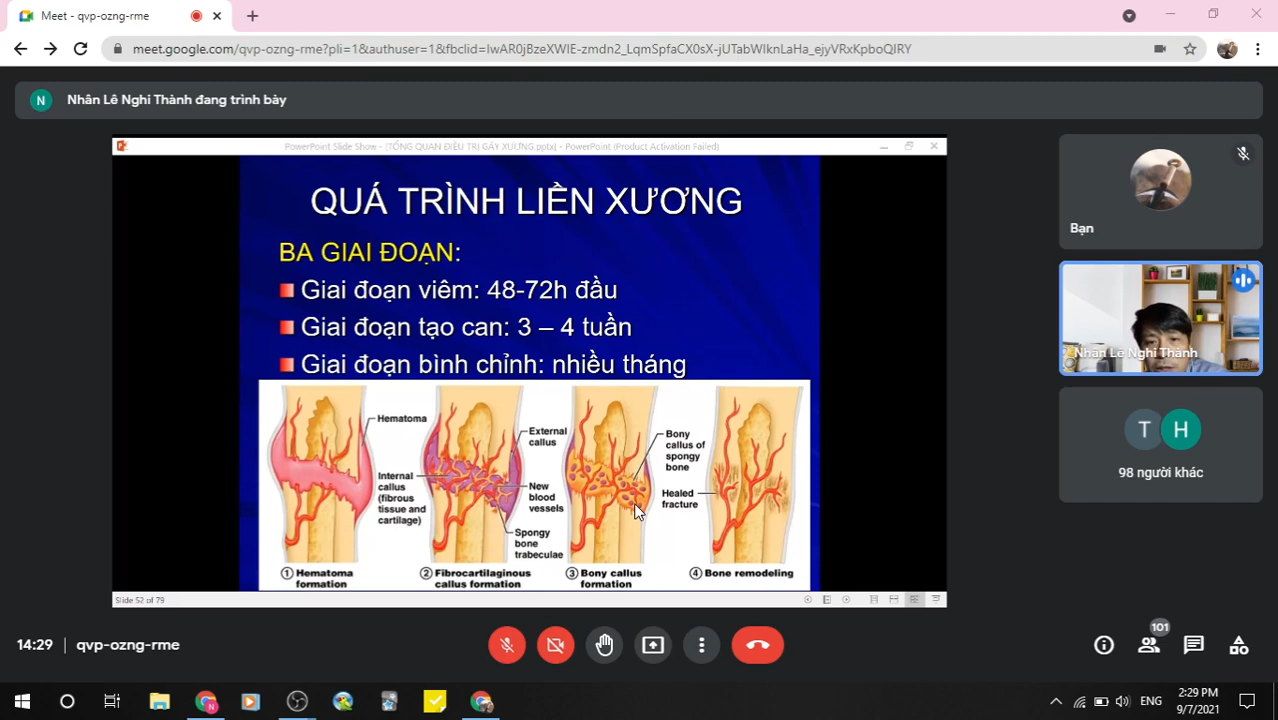 Meet - qvp-ozng-rme
meet.google.com/qvp-ozng-rme?pli=1&authuser=1&fbclid=IwAR0jBzeXWIE-zmdn2_LqmSpfaCX0sX-jUTabWIknLaHa_ejyVRxKpboQIRY
N
Nhân Lê Nghi Thành đang trình bày
PowerPoint Slide Show - [TỔNG QUAN ĐIỀU TRỊ GÃY XƯƠNG.pptx] - PowerPoint (Product Activation Failed)
QUÁ TRÌNH LIỀN XƯƠNG
BA GIAI ĐOẠN:
Giai đoạn viêm: 48-72h đầu
Giai đoạn tạo can: 3 – 4 tuần
Giai đoạn bình chỉnh: nhiều tháng
Hematoma
Internal
callus
(fibrous
tissue and
cartilage)
External
callus
New
blood
vessels
Spongy
bone
trabeculae
Bony
callus of
spongy
bone
Healed
fracture
① Hematoma
formation
② Fibrocartilaginous
callus formation
③ Bony callus
formation
④ Bone remodeling
Slide 52 of 79
Bạn
Nhân Lê Nghi Thành
T H
98 người khác
14:29 qvp-ozng-rme
101
ENG
2:29 PM
9/7/2021